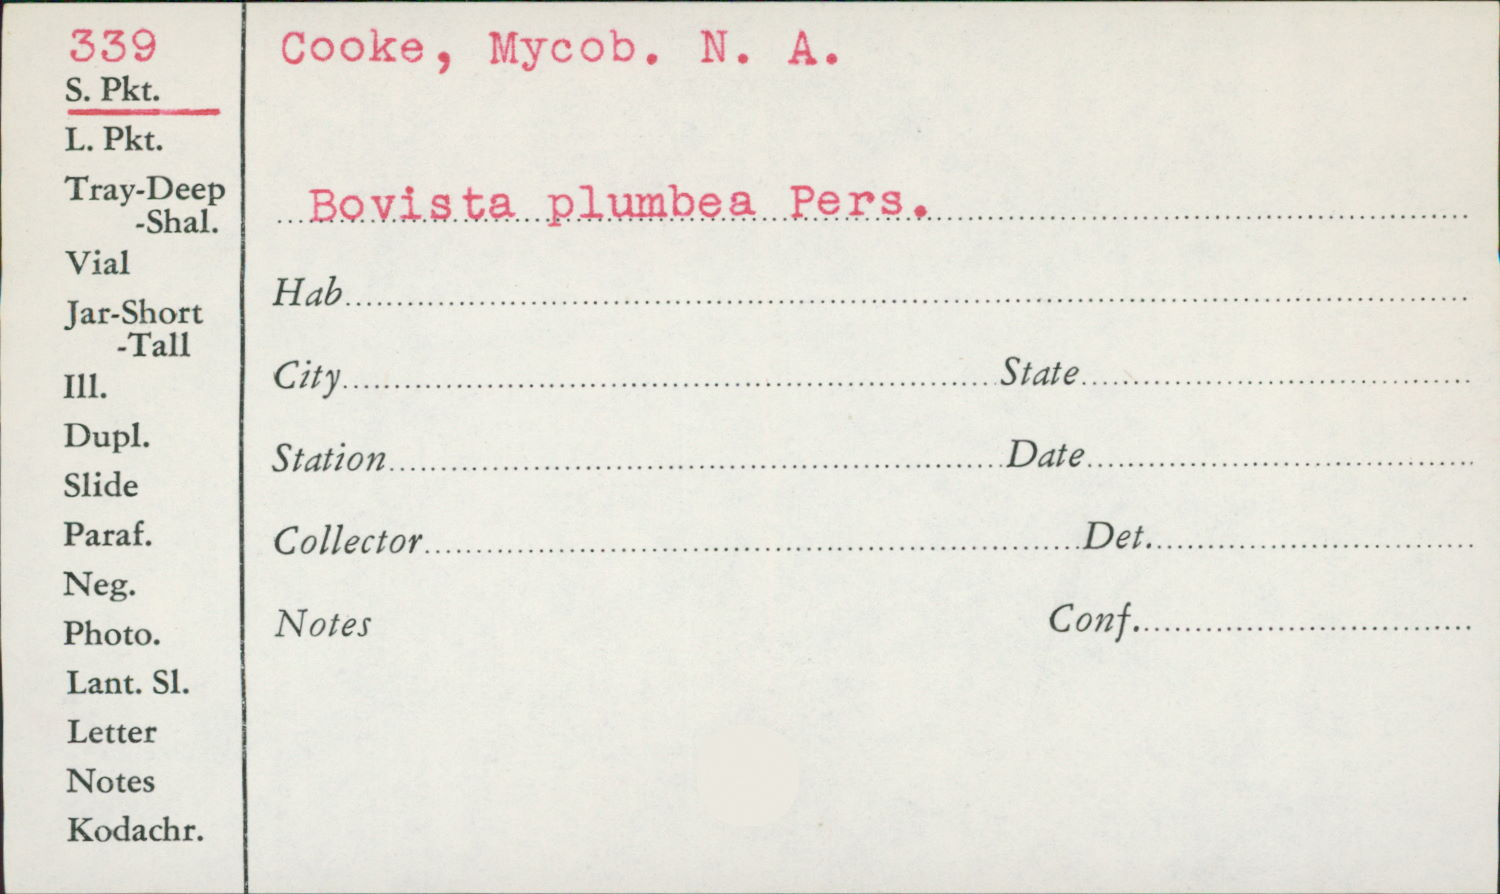 339
S. Pkt.
L. Pkt.
Tray-Deep
-Shal.
Vial
Jar-Short
-Tall
Ill.
Dupl.
Slide
Paraf.
Neg.
Photo.
Lant. Sl.
Letter
Notes
Kodachr.
Cooke, Mycob. N. A.
Bovista plumbea Pers.
Hab
City State
Station Date
Collector Det.
Notes Conf.